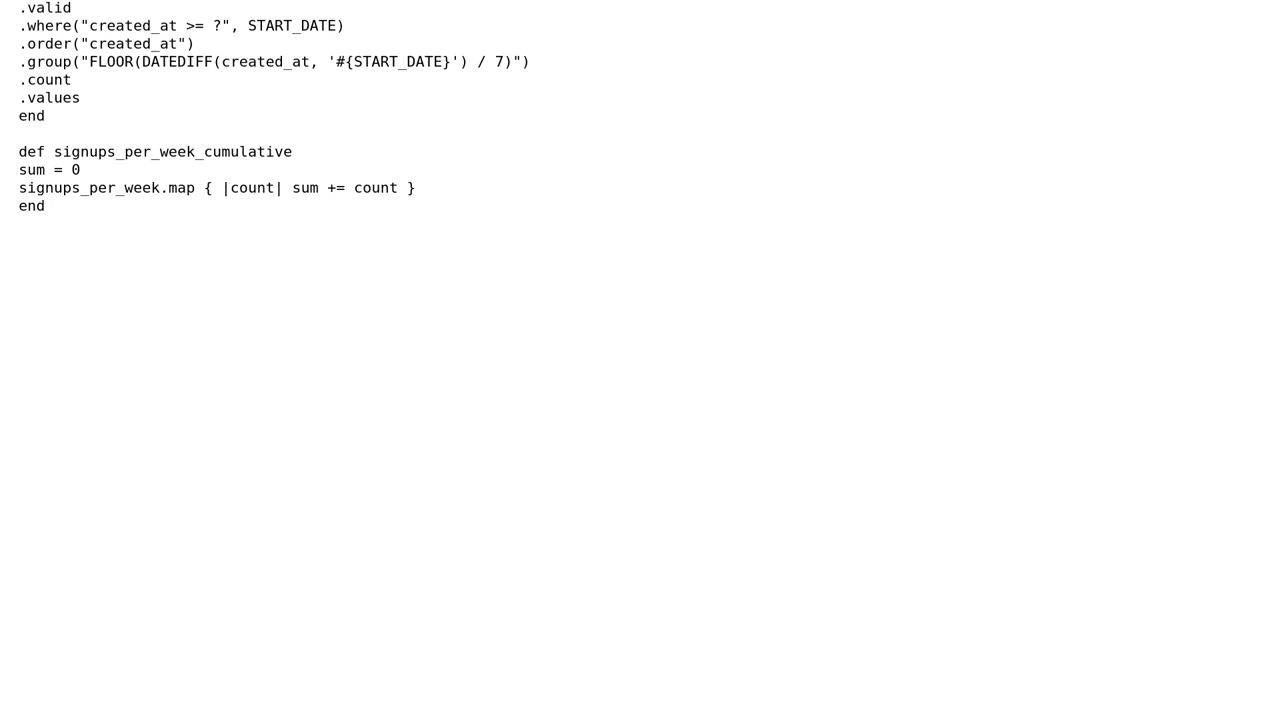 .valid
.where("created_at >= ?", START_DATE)
.order("created_at")
.group("FLOOR(DATEDIFF(created_at, '#{START_DATE}') / 7)")
.count
.values
end

def signups_per_week_cumulative
sum = 0
signups_per_week.map { |count| sum += count }
end